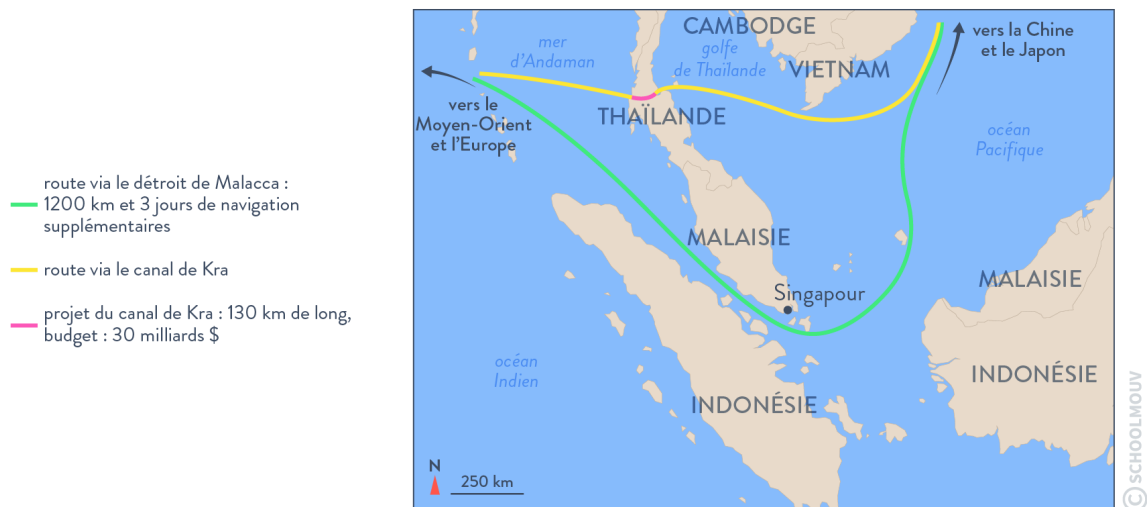 route via le détroit de Malacca :
1200 km et 3 jours de navigation
supplémentaires
route via le canal de Kra
projet du canal de Kra : 130 km de long,
budget : 30 milliards $
CAMBODGE
mer
d'Andaman
golfe
de Thaïlande
VIETNAM
vers la Chine
et le Japon
vers le
Moyen-Orient
et l'Europe
THAÏLANDE
océan
Pacifique
MALAISIE
MALAISIE
Singapour
océan
Indien
INDONÉSIE
INDONÉSIE
N
250 km
© SCHOOLMOUV